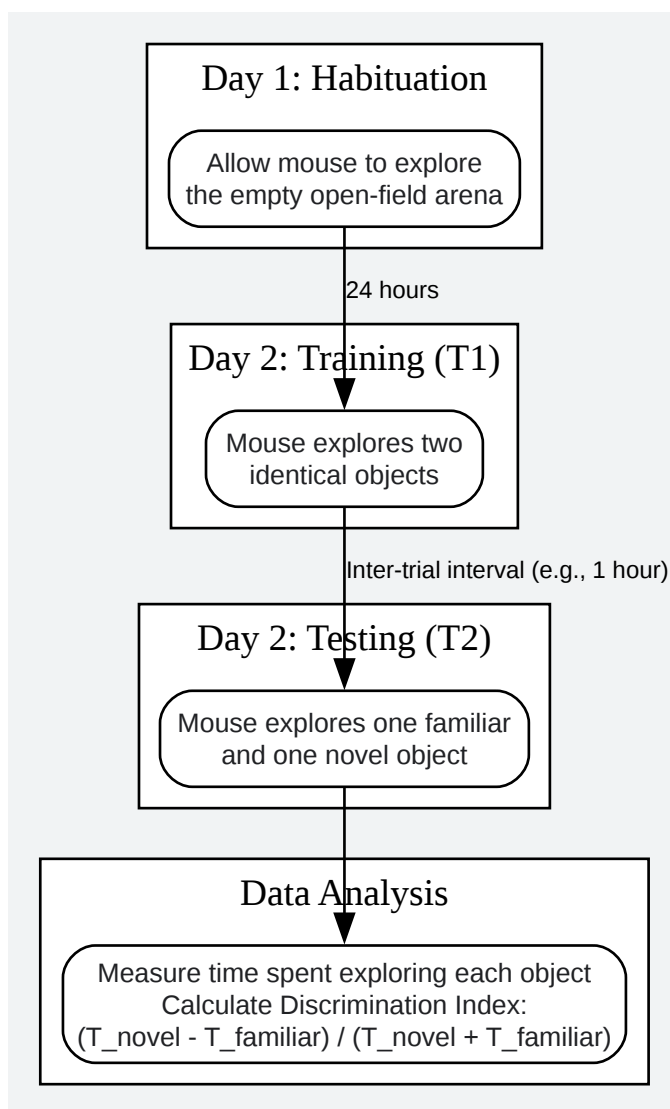 Day 1: Habituation
Allow mouse to explore
the empty open-field arena
24 hours
Day 2: Training (T1)
Mouse explores two
identical objects
Inter-trial interval (e.g., 1 hour)
Day 2: Testing (T2)
Mouse explores one familiar
and one novel object
Data Analysis
Measure time spent exploring each object
Calculate Discrimination Index:
(T_novel - T_familiar) / (T_novel + T_familiar)